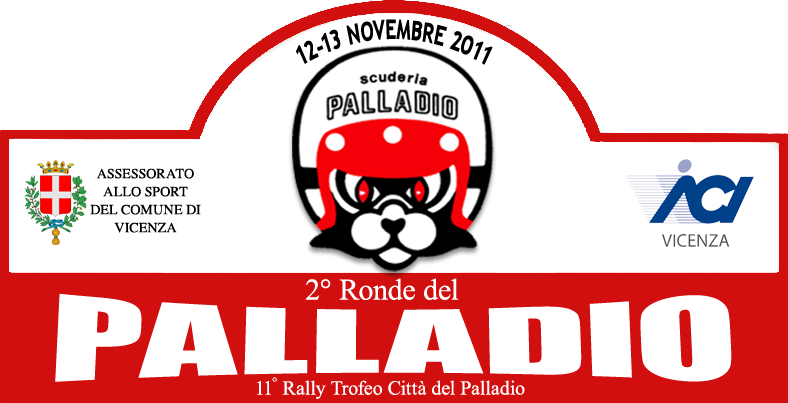 12-13 NOVEMBRE 2011
scuderia
PALLADIO
ASSESSORATO
ALLO SPORT
DEL COMUNE DI
VICENZA
ACI
VICENZA
2° Ronde del
PALLADIO
11° Rally Trofeo Città del Palladio